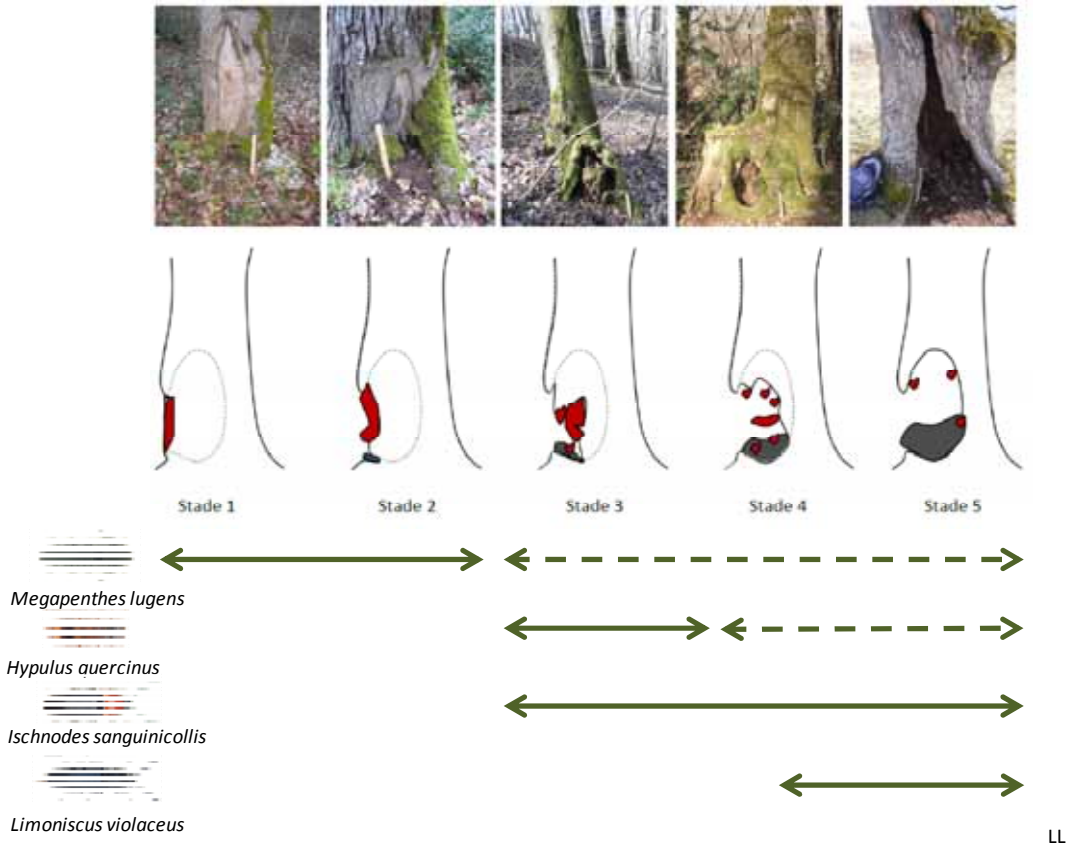 Stade 1 Stade 2 Stade 3 Stade 4 Stade 5
Megapenthes lugens
Hypulus quercinus
Ischnodes sanguinicollis
Limoniscus violaceus
LL